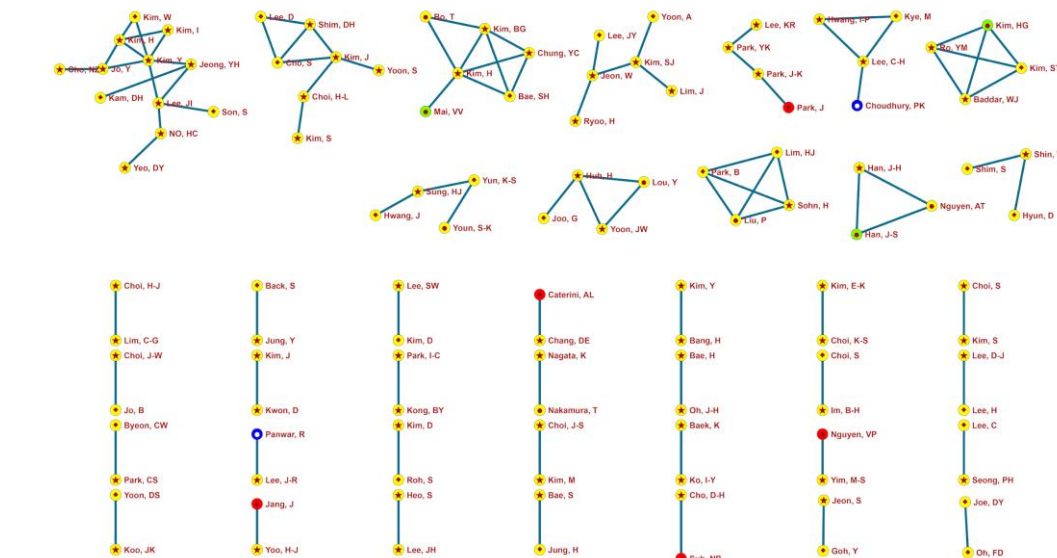 Kim, W
Kim, I
Kim, H
Cho, NZ
Jo, Y
Kim, Y
Jeong, YH
Kam, DH
Lee, JI
Son, S
NO, HC
Yeo, DY
Lee, D
Shim, DH
Cho, S
Kim, J
Yoon, S
Choi, H-L
Kim, S
Bo, T
Kim, BG
Chung, YC
Kim, H
Bae, SH
Mai, VV
Yoon, A
Lee, JY
Kim, SJ
Jeon, W
Lim, J
Ryoo, H
Lee, KR
Park, YK
Park, J-K
Park, J
Hwang, I-P
Kye, M
Lee, C-H
Choudhury, PK
Kim, HG
Ro, YM
Kim, ST
Baddar, WJ
Yun, K-S
Sung, HJ
Hwang, J
Youn, S-K
Huh, H
Lou, Y
Joo, G
Yoon, JW
Lim, HJ
Park, B
Sohn, H
Liu, P
Han, J-H
Nguyen, AT
Han, J-S
Shin,
Shim, S
Hyun, D
Choi, H-J
Back, S
Lee, SW
Caterini, AL
Kim, Y
Kim, E-K
Choi, S
Lim, C-G
Jung, Y
Kim, D
Chang, DE
Bang, H
Choi, K-S
Kim, S
Choi, J-W
Kim, J
Park, I-C
Nagata, K
Bae, H
Choi, S
Lee, D-J
Jo, B
Kwon, D
Kong, BY
Nakamura, T
Oh, J-H
Im, B-H
Lee, H
Byeon, CW
Panwar, R
Kim, D
Choi, J-S
Baek, K
Nguyen, VP
Lee, C
Park, CS
Lee, J-R
Roh, S
Kim, M
Ko, I-Y
Yim, M-S
Seong, PH
Yoon, DS
Jang, J
Heo, S
Bae, S
Cho, D-H
Jeon, S
Joe, DY
Koo, JK
Yoo, H-J
Lee, JH
Jung, H
Goh, Y
Oh, FD